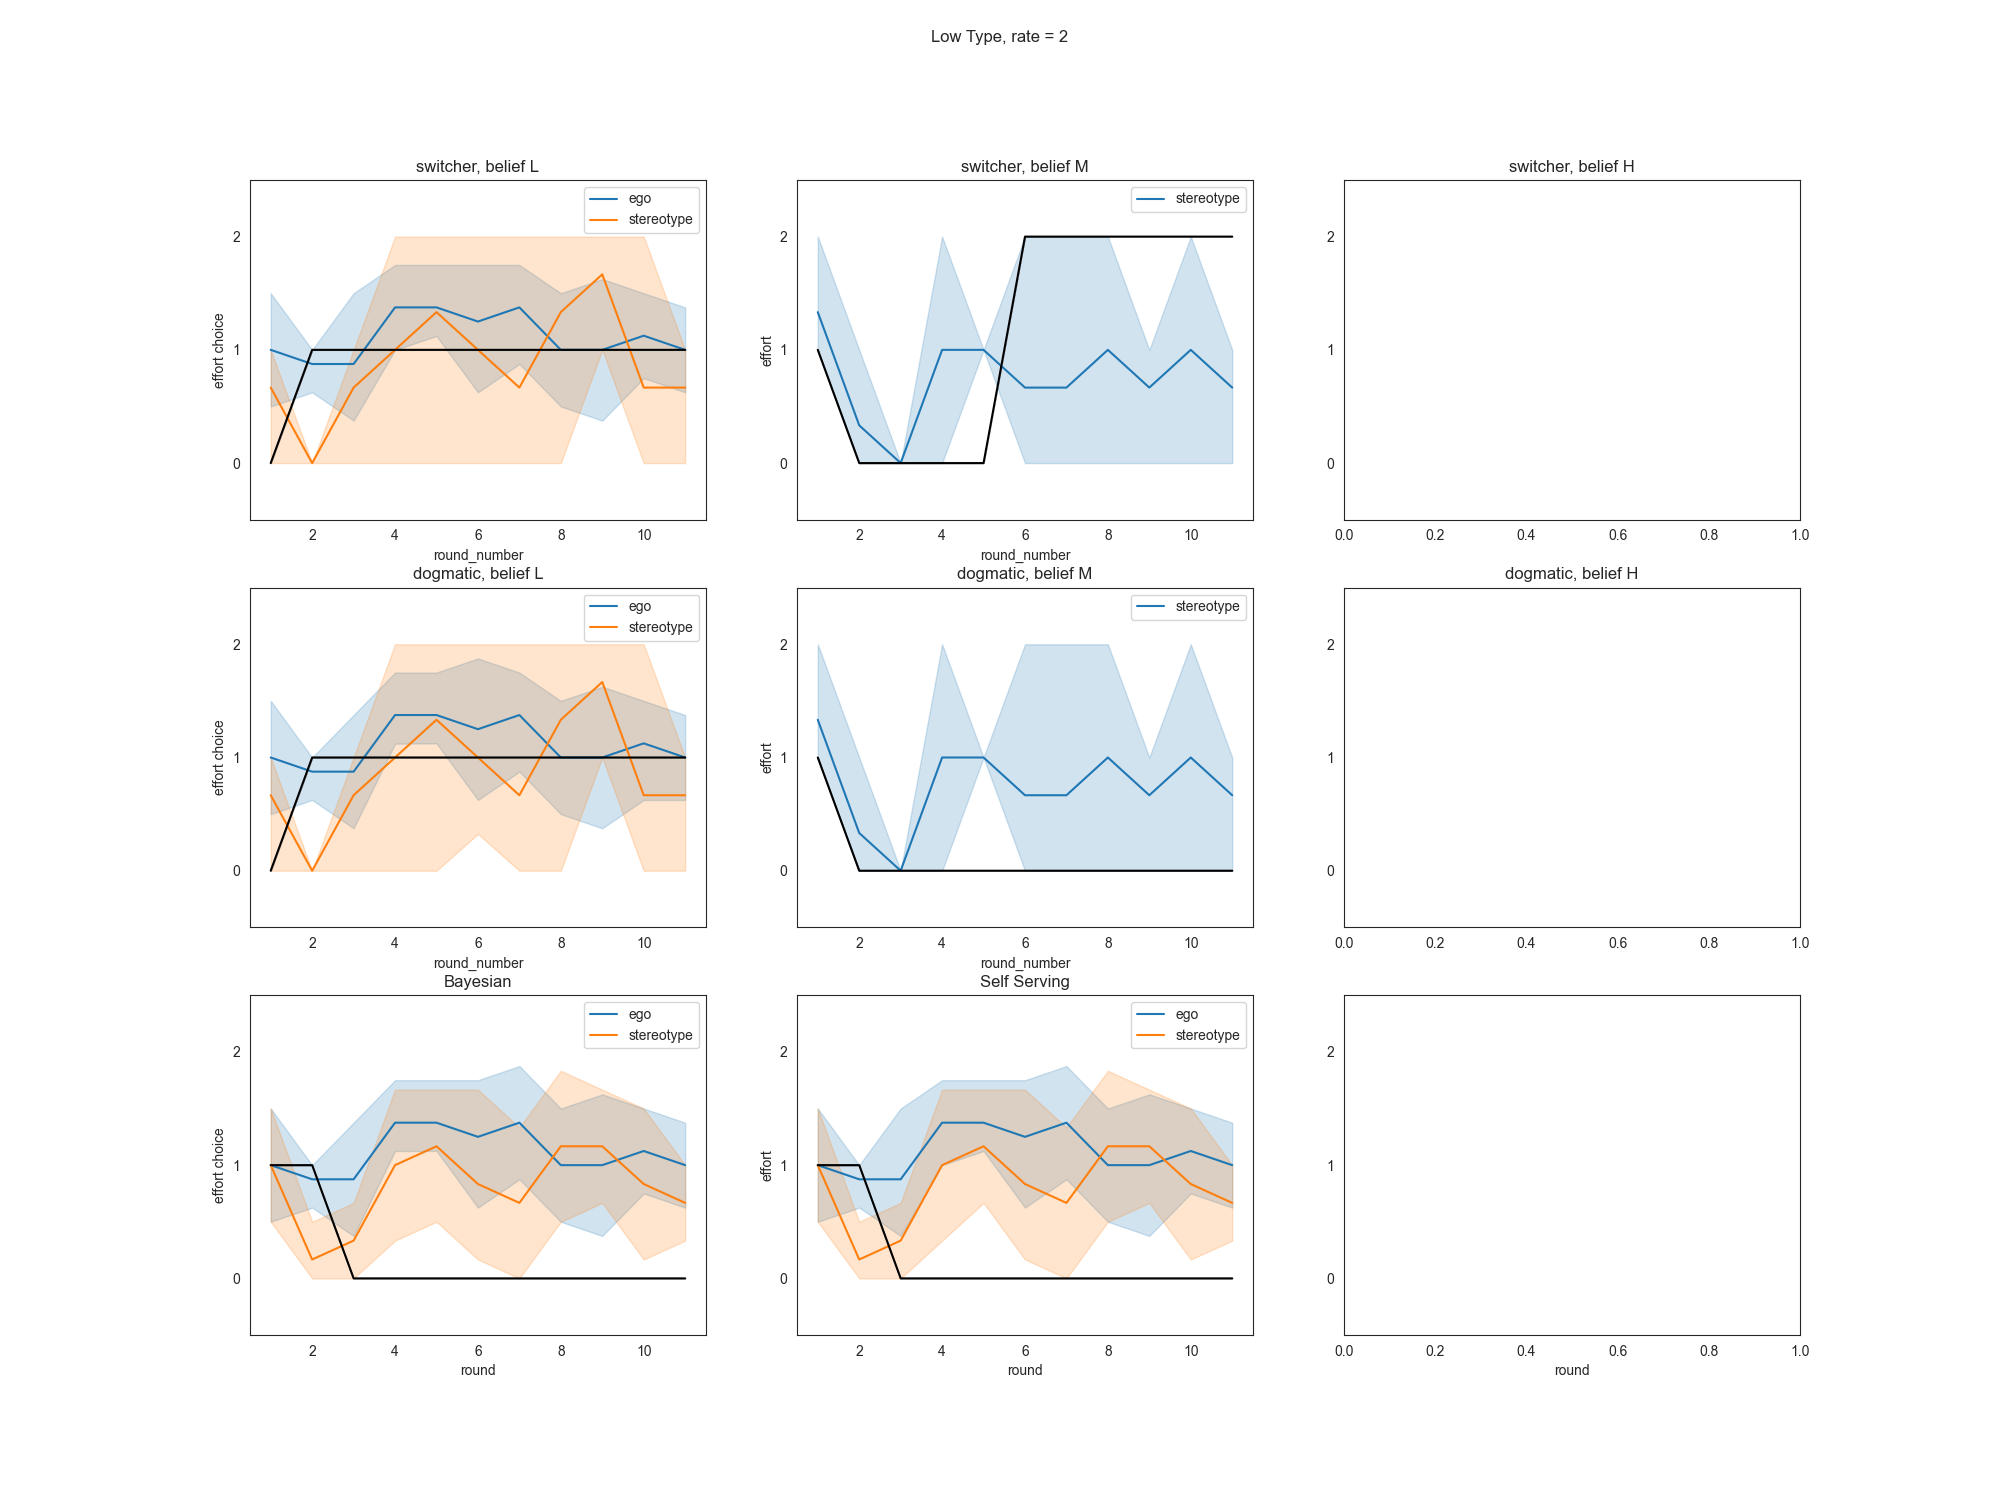 Low Type, rate = 2
switcher, belief L
switcher, belief M
switcher, belief H
ego
stereotype
effort choice
2
1
0
2 4 6 8 10
round_number
stereotype
effort
2
1
0
2 4 6 8 10
round_number
2
1
0
0.0 0.2 0.4 0.6 0.8 1.0
dogmatic, belief L
dogmatic, belief M
dogmatic, belief H
ego
stereotype
effort choice
2
1
0
2 4 6 8 10
round_number
stereotype
effort
2
1
0
2 4 6 8 10
round_number
2
1
0
0.0 0.2 0.4 0.6 0.8 1.0
Bayesian
Self Serving
ego
stereotype
effort choice
2
1
0
2 4 6 8 10
round
ego
stereotype
effort
2
1
0
2 4 6 8 10
round
2
1
0
0.0 0.2 0.4 0.6 0.8 1.0
round